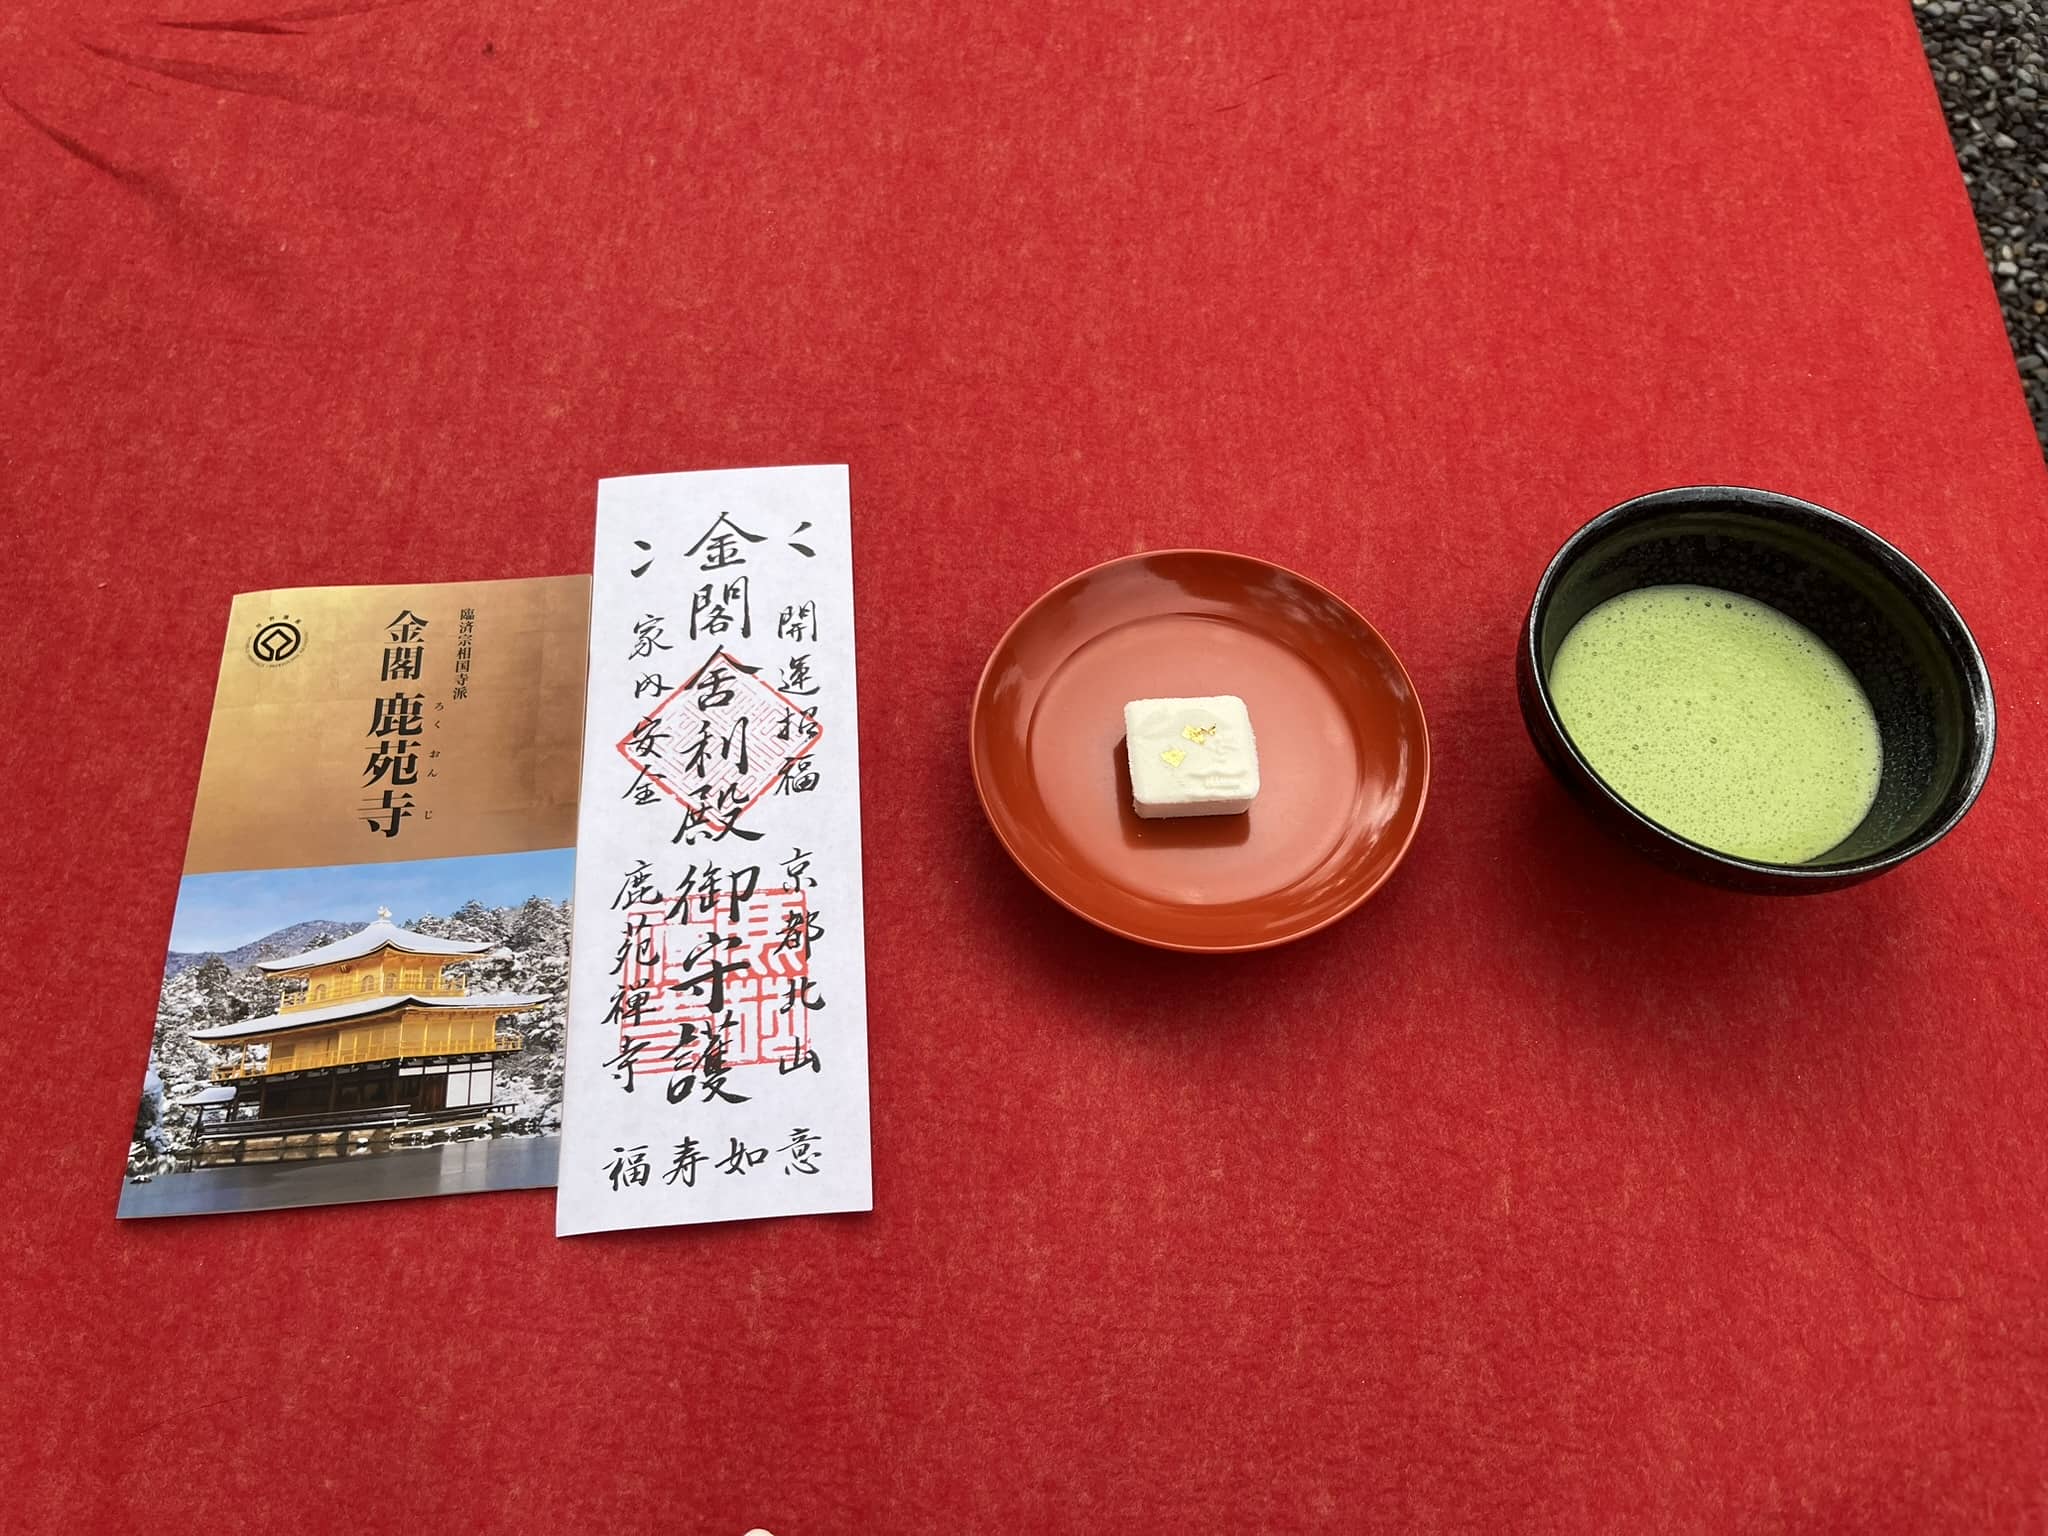 臨済宗相国寺派
金閣 鹿苑寺
ろくおんじ
開運招福 京都北山
金閣舎利殿御守護
家内安全 鹿苑禅寺
福寿如意